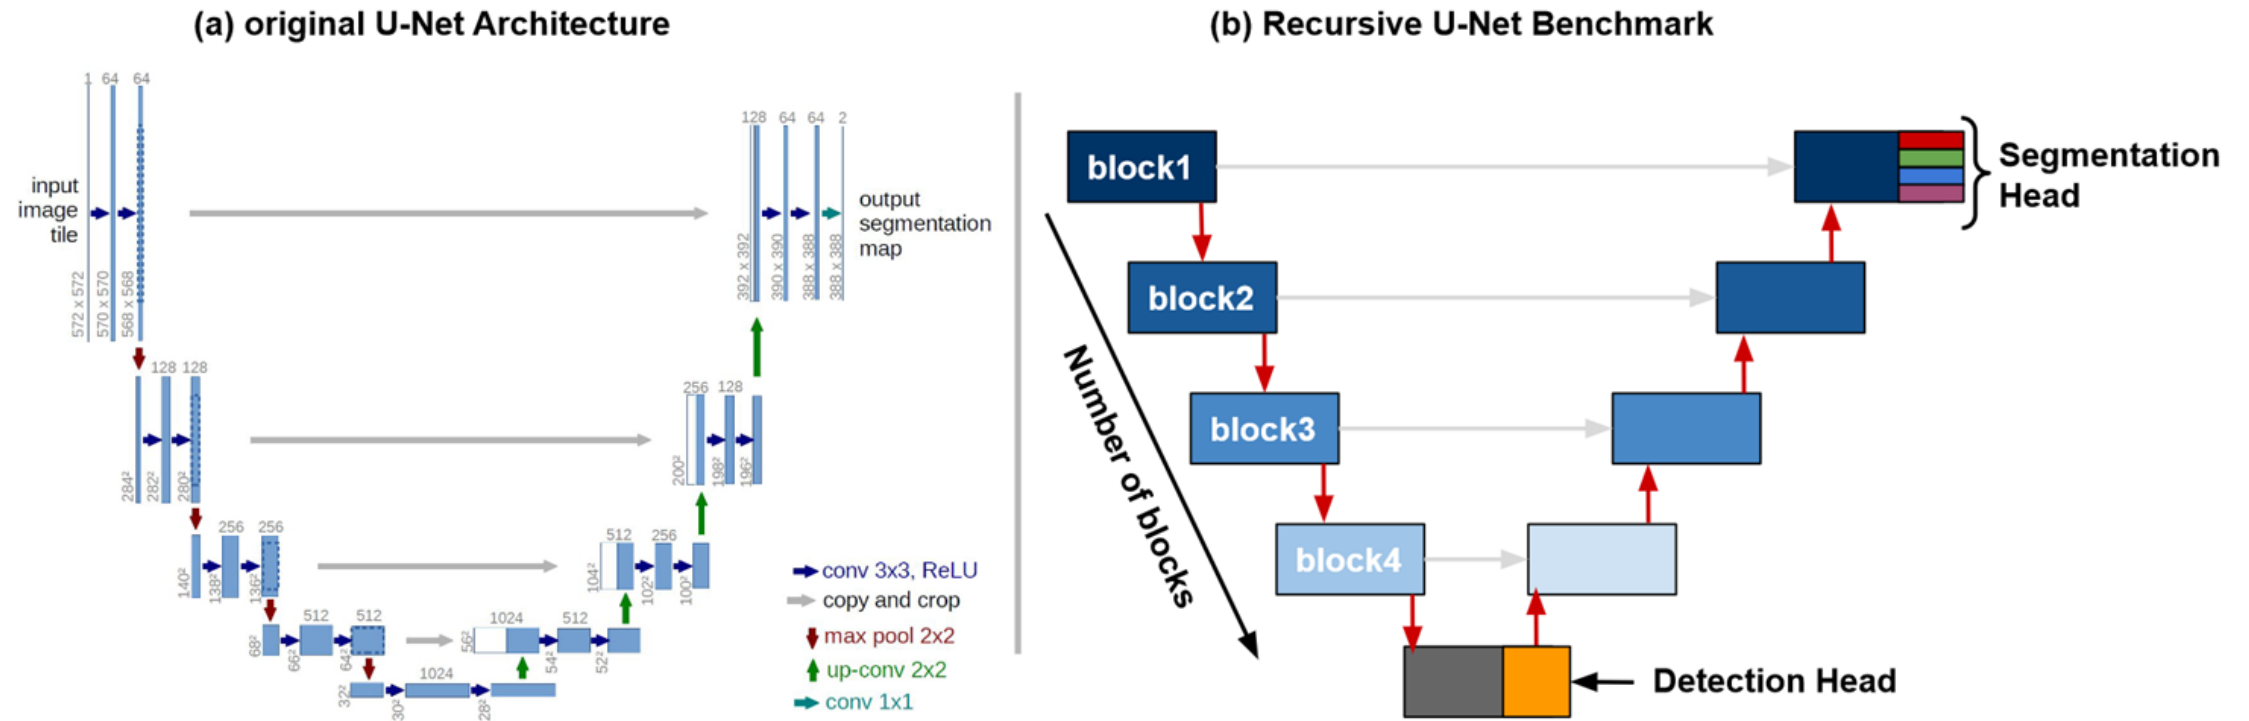 (a) original U-Net Architecture
1 64 64
input
image
tile
572 x 572
570 x 570
568 x 568
128 64 64 2
392 x 392
390 x 390
388 x 388
388 x 388
output
segmentation
map
128 128
284²
282²
280²
256 128
200²
198²
196²
256 256
140²
138²
136²
512 256
104²
102²
100²
512 512
68²
66²
64²
1024 512
56²
54²
52²
1024
32²
30²
28²
conv 3x3, ReLU
copy and crop
max pool 2x2
up-conv 2x2
conv 1x1
(b) Recursive U-Net Benchmark
block1
Segmentation
Head
block2
block3
block4
Number of blocks
Detection Head